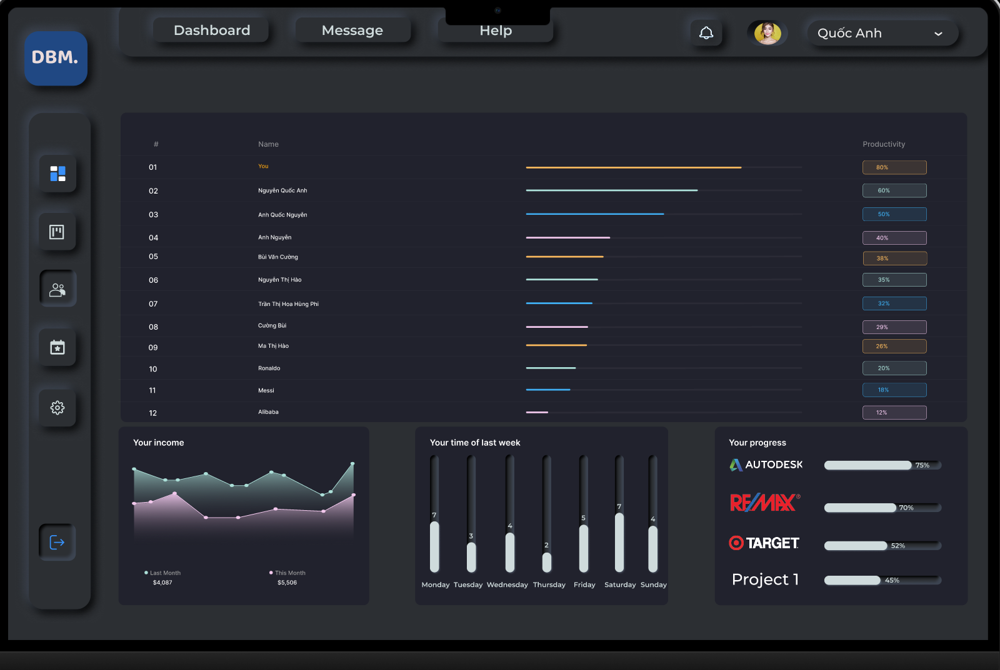 Dashboard
Message
Help
Quốc Anh
DBM.
# Name Productivity
01 You 80%
02 Nguyễn Quốc Anh 60%
03 Anh Quốc Nguyễn 50%
04 Anh Nguyễn 40%
05 Bùi Văn Cường 38%
06 Nguyễn Thị Hào 35%
07 Trần Thị Hoa Hùng Phi 32%
08 Cường Bùi 29%
09 Ma Thị Hào 26%
10 Ronaldo 20%
11 Messi 18%
12 Alibaba 12%
Your income
Last Month
$4,087
This Month
$5,506
Your time of last week
7
3
4
2
5
7
4
Monday Tuesday Wednesday Thursday Friday Saturday Sunday
Your progress
AUTODESK 75%
RE/MAX® 70%
TARGET. 52%
Project 1 45%